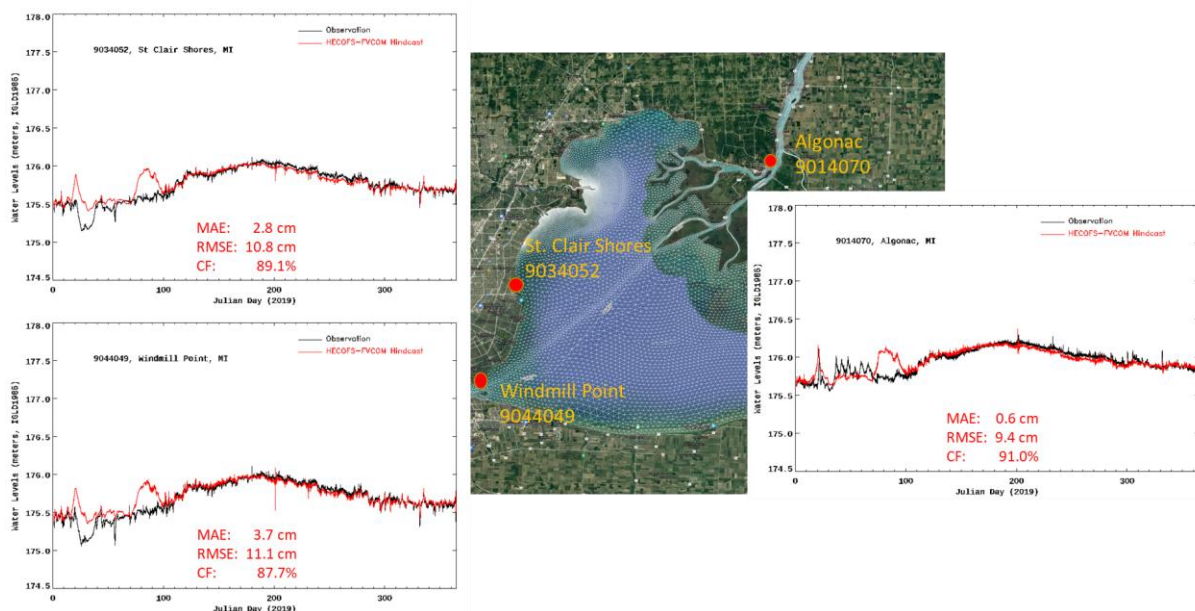 178.0
177.5
177.0
176.5
176.0
175.5
175.0
174.5
Water Levels (meters, IGLD1985)
9034052, St Clair Shores, MI
Observation
HECOFS-FVCOM Hindcast
MAE: 2.8 cm
RMSE: 10.8 cm
CF: 89.1%
0 100 200 300
Julian Day (2019)
178.0
177.5
177.0
176.5
176.0
175.5
175.0
174.5
Water Levels (meters, IGLD1985)
9044049, Windmill Point, MI
Observation
HECOFS-FVCOM Hindcast
MAE: 3.7 cm
RMSE: 11.1 cm
CF: 87.7%
0 100 200 300
Julian Day (2019)
Algonac
9014070
St. Clair Shores
9034052
Windmill Point
9044049
178.0
177.5
177.0
176.5
176.0
175.5
175.0
174.5
Water Levels (meters, IGLD1985)
Observation
HECOFS-FVCOM Hindcast
9014070, Algonac, MI
MAE: 0.6 cm
RMSE: 9.4 cm
CF: 91.0%
0 100 200 300
Julian Day (2019)